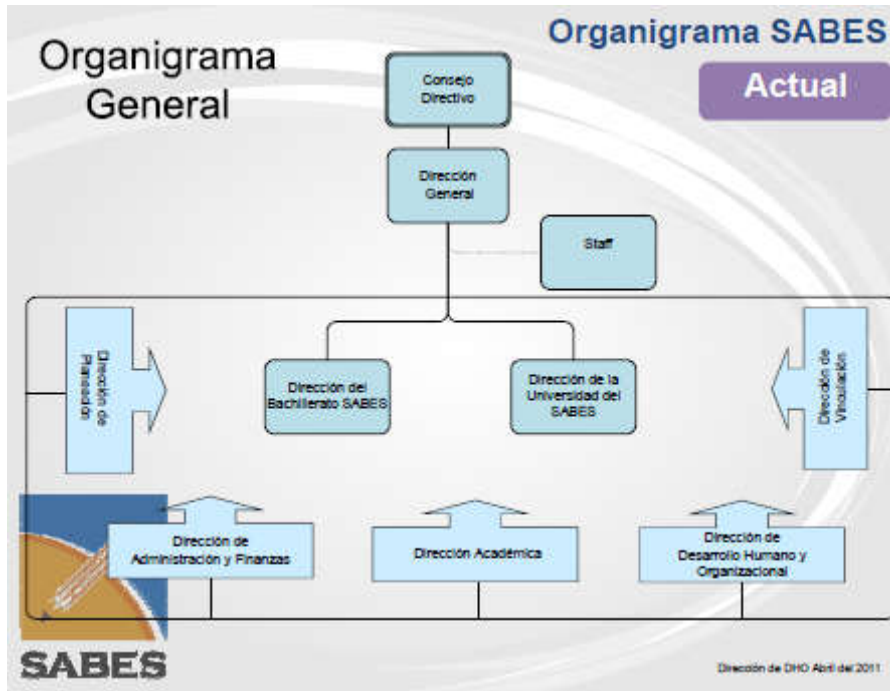 Organigrama SABES
Organigrama
General
Actual
Consejo
Directivo
Dirección
General
Staff
Dirección de
Planeación
Dirección del
Bachillerato SABES
Dirección de la
Universidad del
SABES
Dirección de
Vinculación
Dirección de
Administración y Finanzas
Dirección Académica
Dirección de
Desarrollo Humano y
Organizacional
SABES
Dirección de DHO Abril del 2011